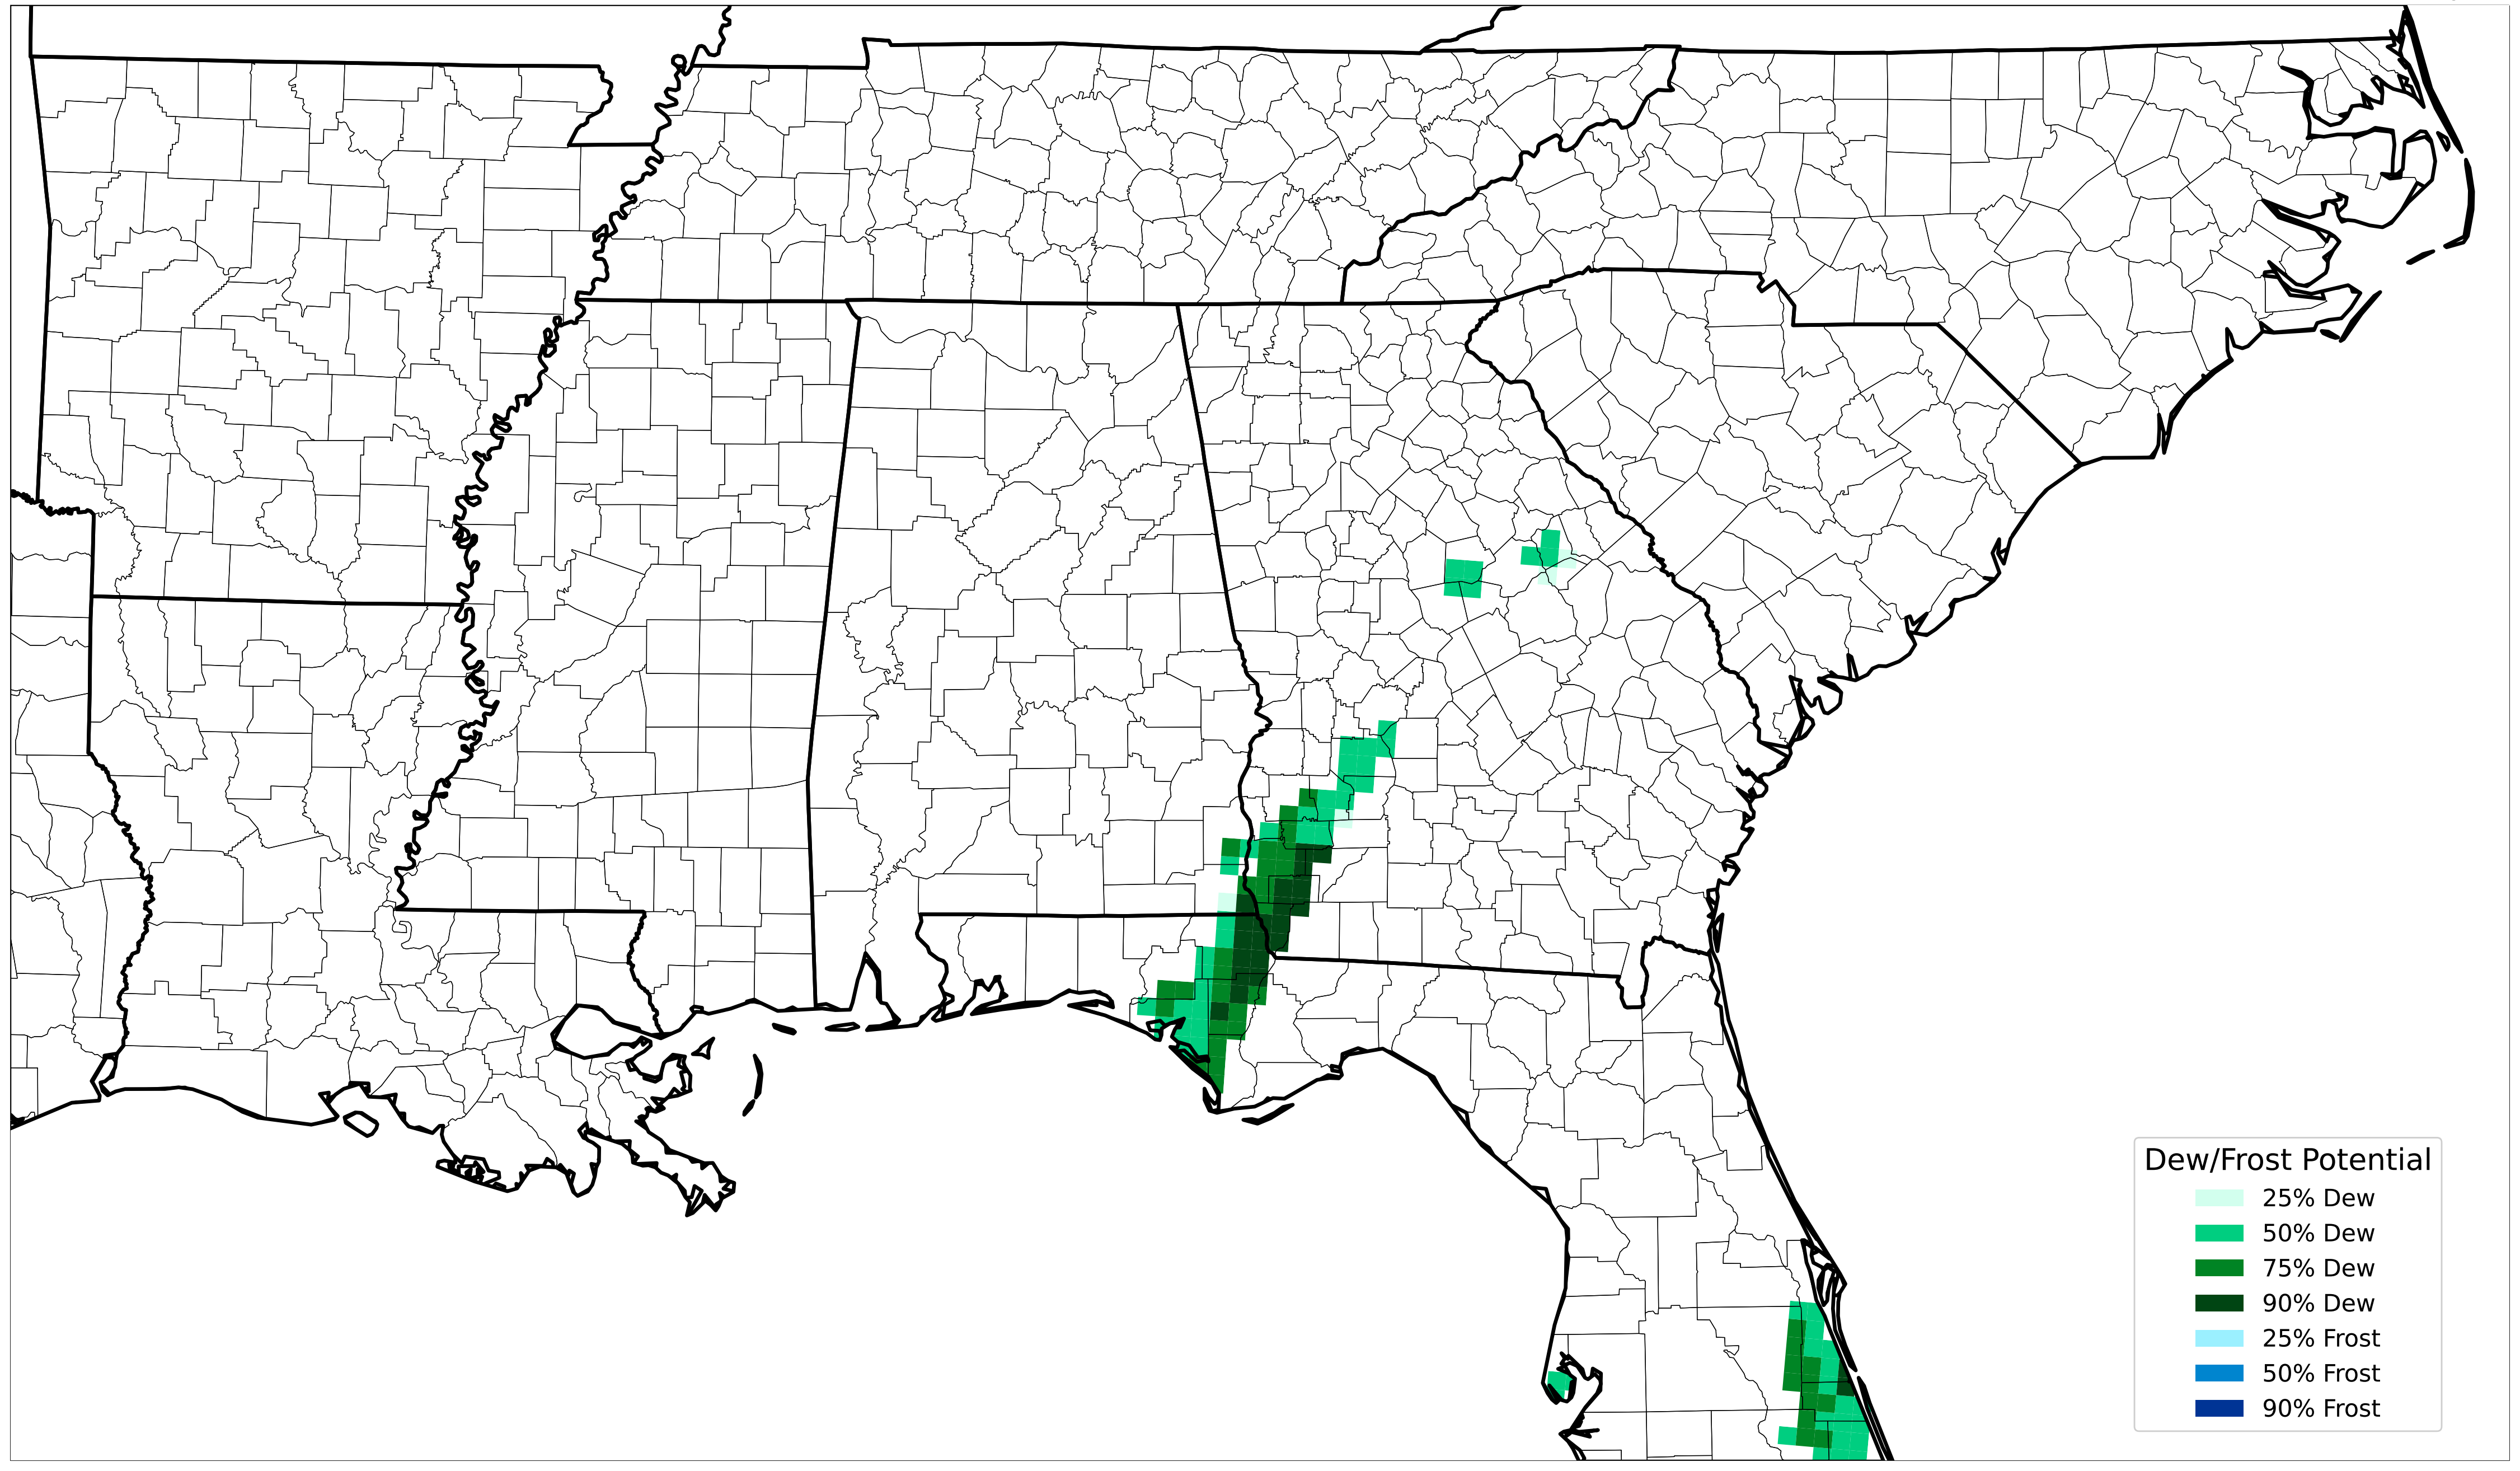 Dew/Frost Potential
25% Dew
50% Dew
75% Dew
90% Dew
25% Frost
50% Frost
90% Frost